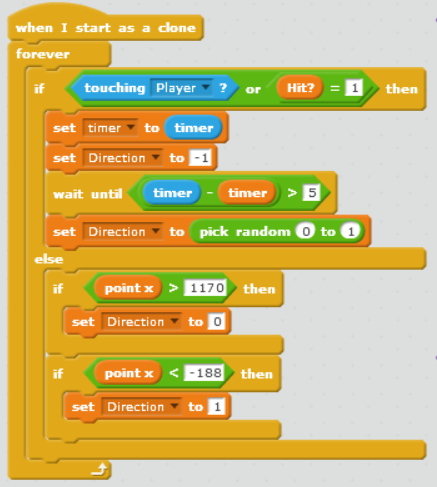 when I start as a clone
forever
if touching Player ? or Hit? = 1 then
set timer to timer
set Direction to -1
wait until timer - timer > 5
set Direction to pick random 0 to 1
else
if point x > 1170 then
set Direction to 0
if point x < -188 then
set Direction to 1